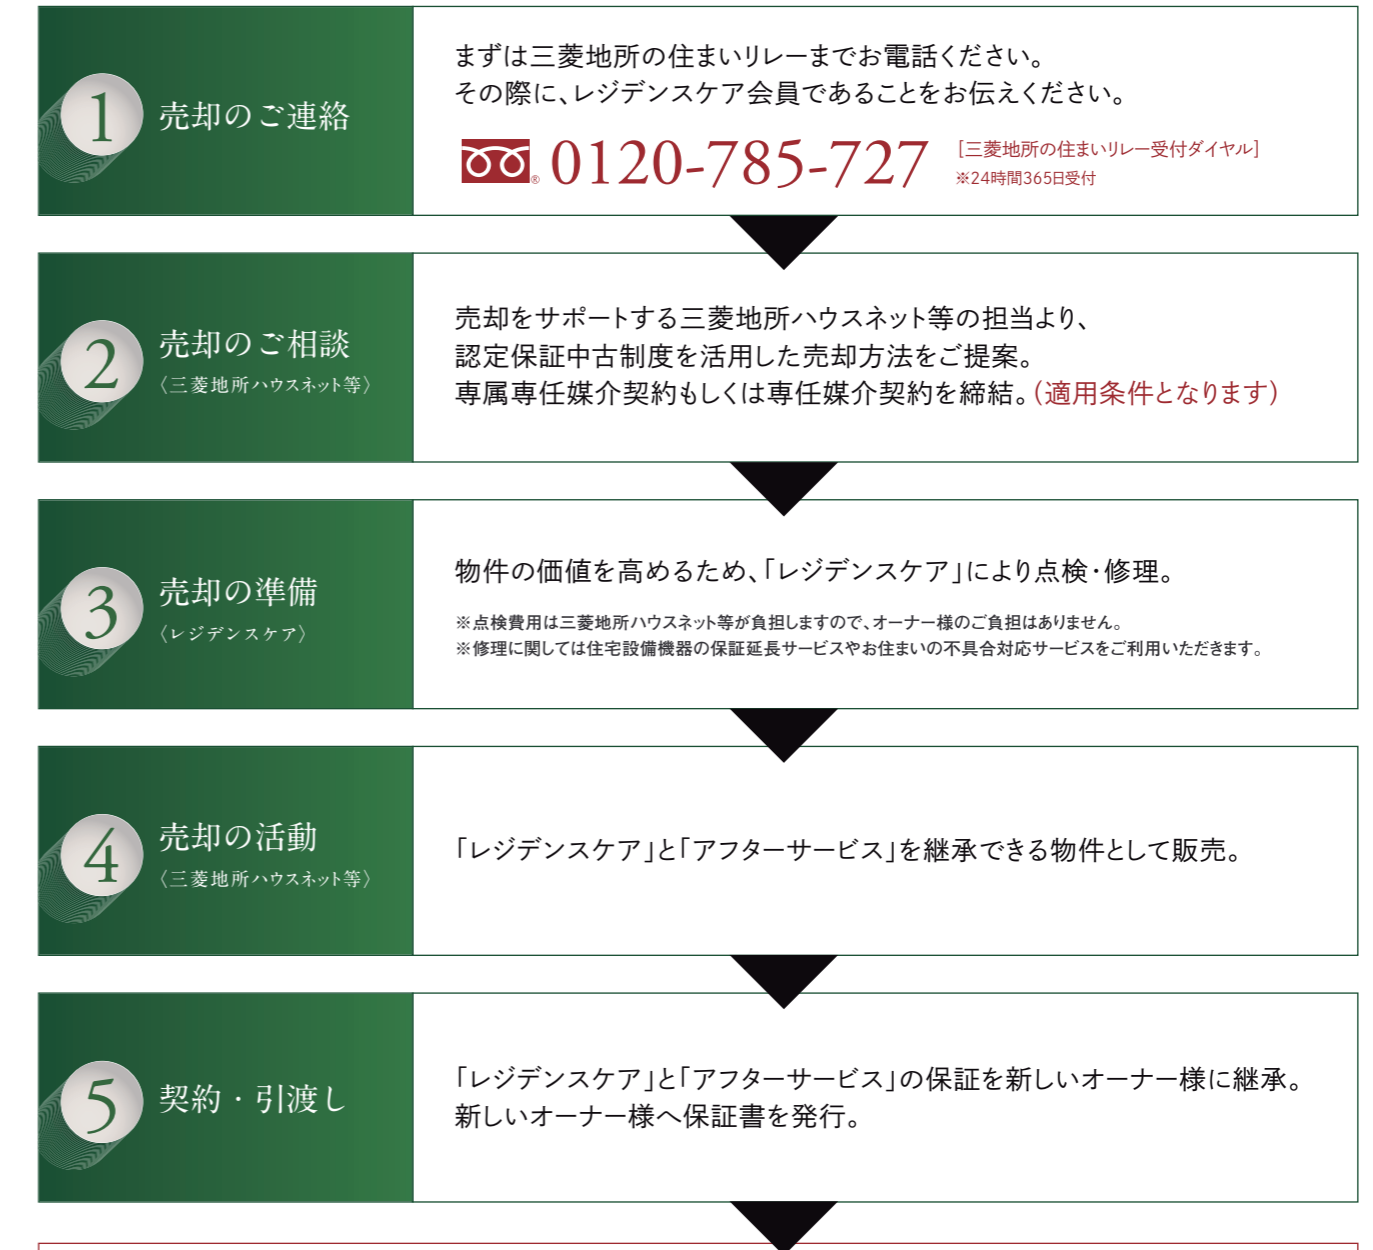 1
売却のご連絡
まずは三菱地所の住まいリレーまでお電話ください。
その際に、レジデンスケア会員であることをお伝えください。
® 0120-785-727
［三菱地所の住まいリレー受付ダイヤル］
※24時間365日受付
2
売却のご相談
〈三菱地所ハウスネット等〉
売却をサポートする三菱地所ハウスネット等の担当より、
認定保証中古制度を活用した売却方法をご提案。
専属専任媒介契約もしくは専任媒介契約を締結。（適用条件となります）
3
売却の準備
〈レジデンスケア〉
物件の価値を高めるため、「レジデンスケア」により点検・修理。
※点検費用は三菱地所ハウスネット等が負担しますので、オーナー様のご負担はありません。
※修理に関しては住宅設備機器の保証延長サービスやお住まいの不具合対応サービスをご利用いただきます。
4
売却の活動
〈三菱地所ハウスネット等〉
「レジデンスケア」と「アフターサービス」を継承できる物件として販売。
5
契約・引渡し
「レジデンスケア」と「アフターサービス」の保証を新しいオーナー様に継承。
新しいオーナー様へ保証書を発行。